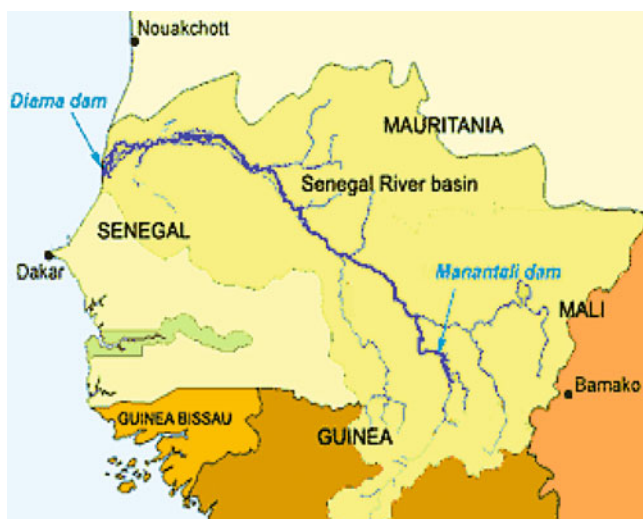 Nouakchott
Diama dam
MAURITANIA
Senegal River basin
SENEGAL
Dakar
Manantali dam
MALI
Bamako
GUINEA BISSAU
GUINEA